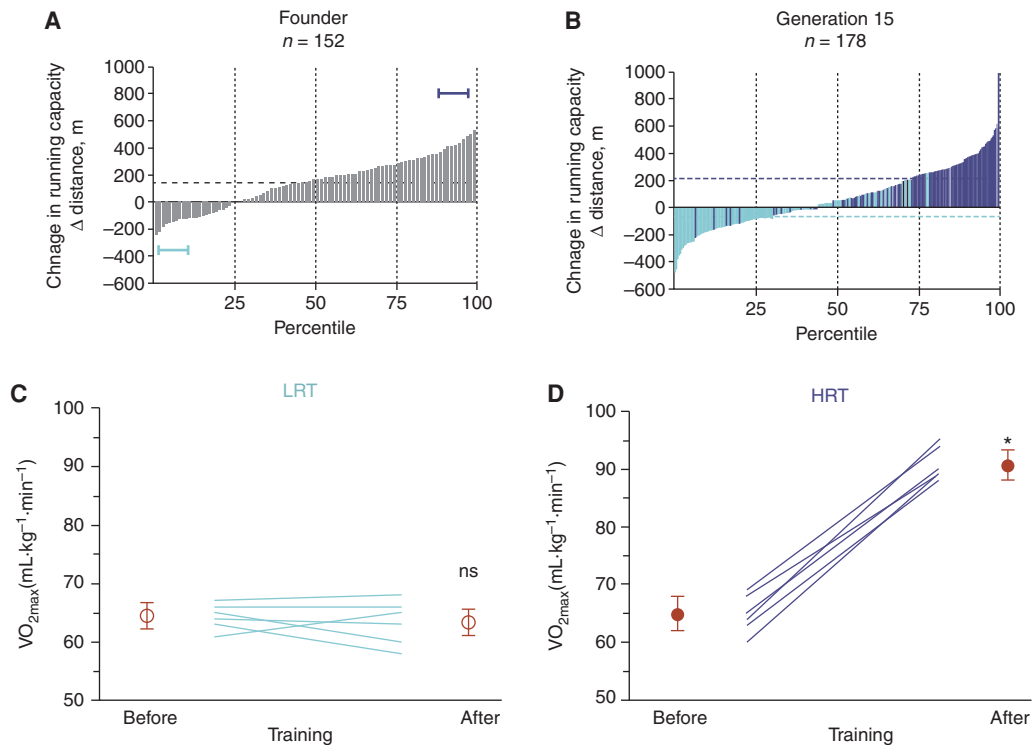 A
Founder
n = 152
Chnage in running capacity
Δ distance, m
1000
800
600
400
200
0
–200
–400
–600
25
50
75
100
Percentile
B
Generation 15
n = 178
Chnage in running capacity
Δ distance, m
1000
800
600
400
200
0
–200
–400
–600
25
50
75
100
Percentile
C
LRT
VO2max(mL·kg–1·min–1)
100
90
80
70
60
50
ns
Before
After
Training
D
HRT
VO2max(mL·kg–1·min–1)
100
90
80
70
60
50
*
Before
After
Training